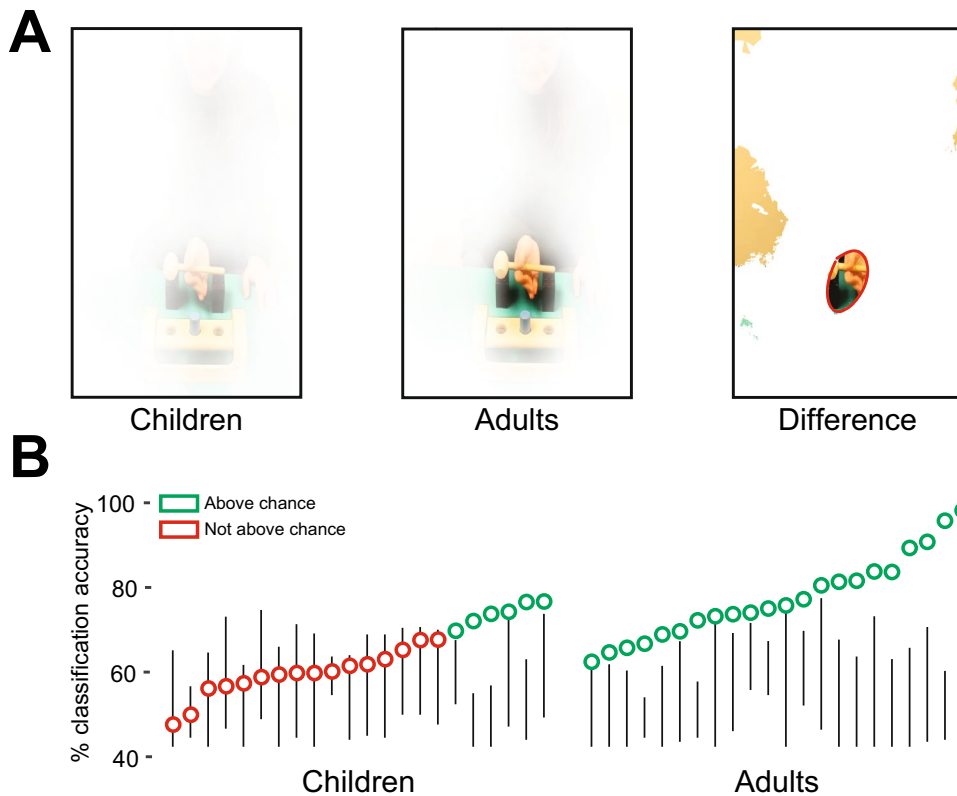 A
Children
Adults
Difference
B
% classification accuracy
100
80
60
40
Above chance
Not above chance
Children
Adults